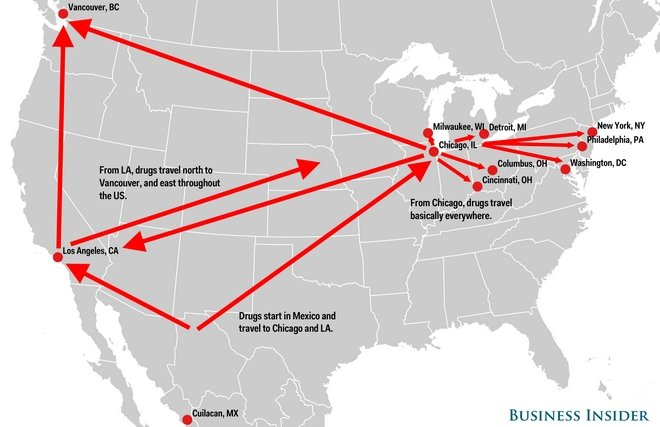 Vancouver, BC
Milwaukee, WI
Detroit, MI
New York, NY
Philadelphia, PA
Chicago, IL
Columbus, OH
Washington, DC
Cincinnati, OH
From LA, drugs travel north to
Vancouver, and east throughout
the US.
From Chicago, drugs travel
basically everywhere.
Los Angeles, CA
Drugs start in Mexico and
travel to Chicago and LA.
Cuilacan, MX
BUSINESS INSIDER